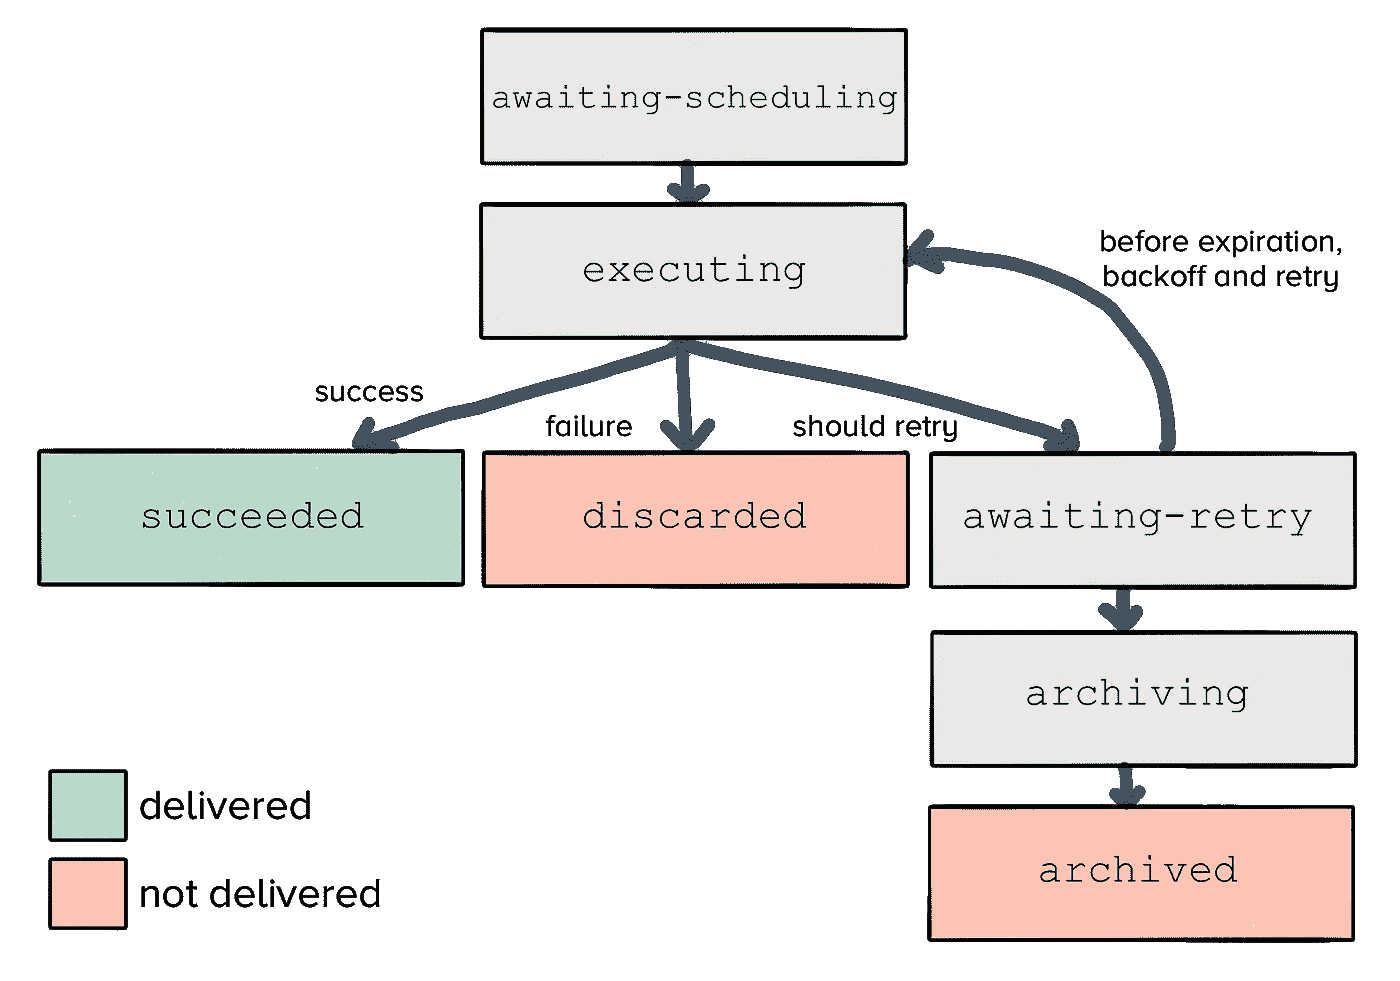 awaiting-scheduling
executing
before expiration,
backoff and retry
success
failure
should retry
succeeded
discarded
awaiting-retry
archiving
archived
delivered
not delivered